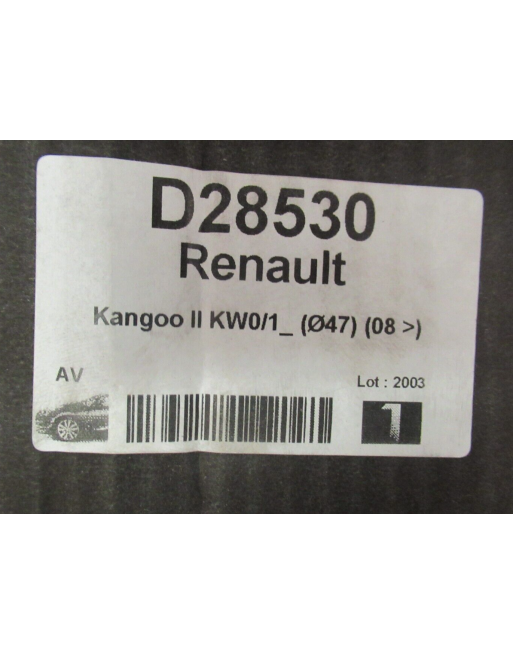 D28530
Renault
Kangoo II KW0/1_ (Ø47) (08 >)
AV
Lot : 2003
1